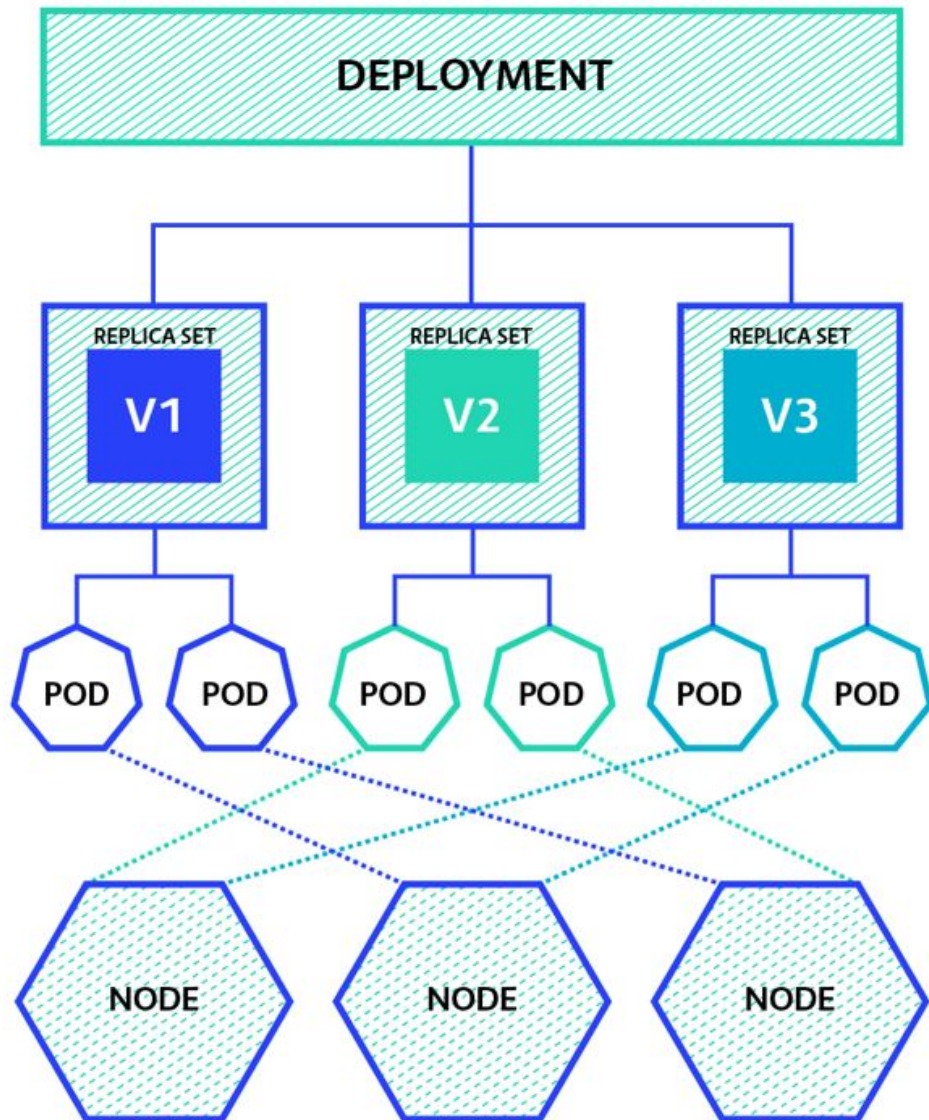 DEPLOYMENT
REPLICA SET
V1
REPLICA SET
V2
REPLICA SET
V3
POD
POD
POD
POD
POD
POD
NODE
NODE
NODE